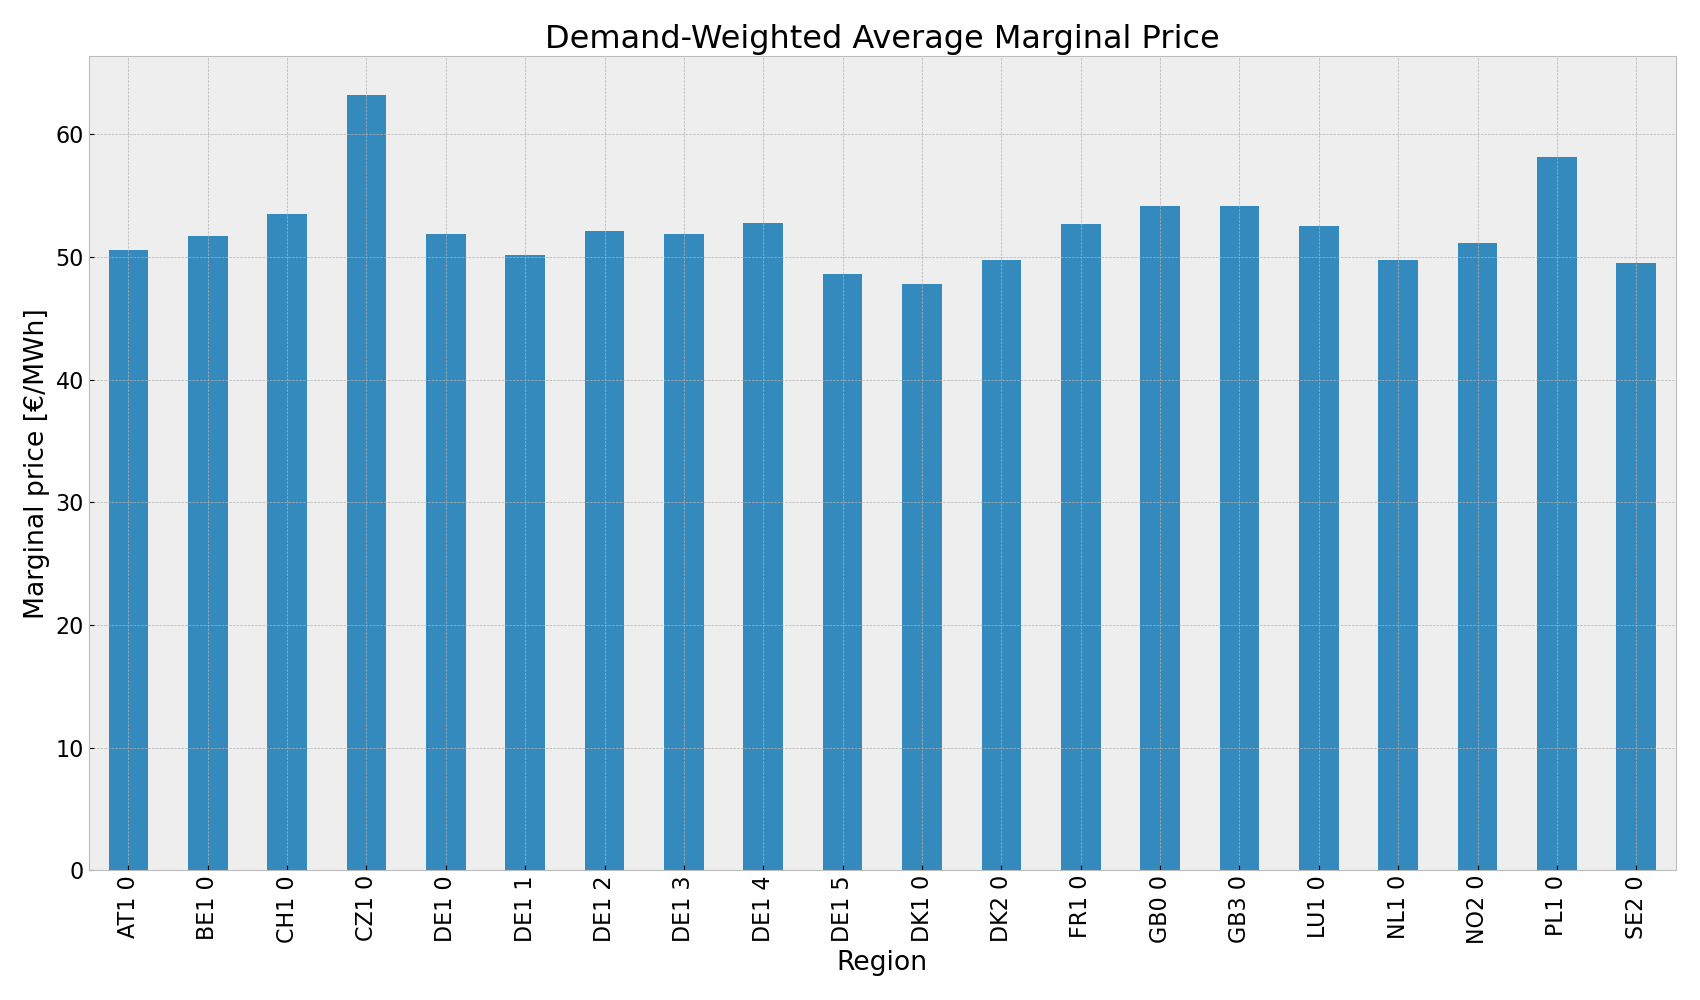 Demand-Weighted Average Marginal Price
Marginal price [€/MWh]
60
50
40
30
20
10
0
AT1 0
BE1 0
CH1 0
CZ1 0
DE1 0
DE1 1
DE1 2
DE1 3
DE1 4
DE1 5
DK1 0
DK2 0
FR1 0
GB0 0
GB3 0
LU1 0
NL1 0
NO2 0
PL1 0
SE2 0
Region